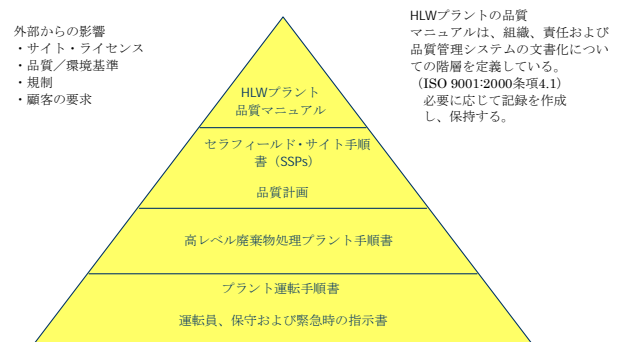 外部からの影響
・サイト・ライセンス
・品質／環境基準
・規制
・顧客の要求
HLWプラントの品質
マニュアルは、組織、責任および
品質管理システムの文書化につい
ての階層を定義している。
（ISO 9001:2000条項4.1）
必要に応じて記録を作成
し、保持する。
HLWプラント
品質マニュアル
セラフィールド・サイト手順
書（SSPs）
品質計画
高レベル廃棄物処理プラント手順書
プラント運転手順書
運転員、保守および緊急時の指示書